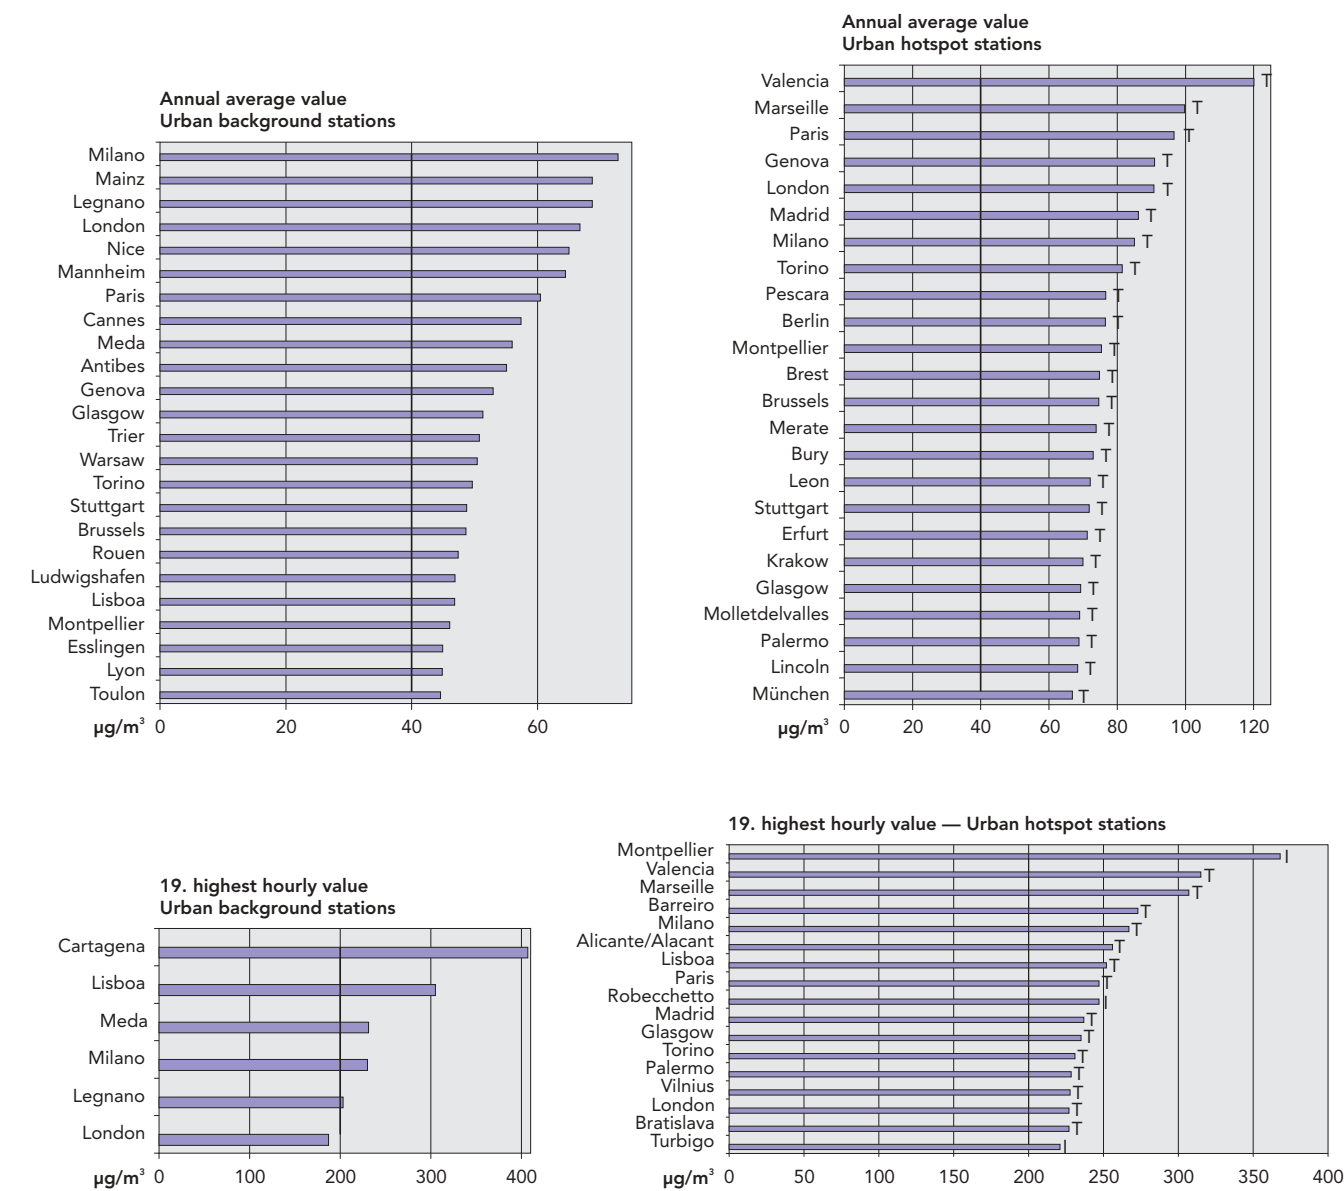 Annual average value
Urban background stations
Milano
Mainz
Legnano
London
Nice
Mannheim
Paris
Cannes
Meda
Antibes
Genova
Glasgow
Trier
Warsaw
Torino
Stuttgart
Brussels
Rouen
Ludwigshafen
Lisboa
Montpellier
Esslingen
Lyon
Toulon
µg/m³ 0 20 40 60
Annual average value
Urban hotspot stations
Valencia T
Marseille T
Paris T
Genova T
London T
Madrid T
Milano T
Torino T
Pescara T
Berlin T
Montpellier T
Brest T
Brussels T
Merate T
Bury T
Leon T
Stuttgart T
Erfurt T
Krakow T
Glasgow T
Molletdelvalles T
Palermo T
Lincoln T
München T
µg/m³ 0 20 40 60 80 100 120
19. highest hourly value
Urban background stations
Cartagena
Lisboa
Meda
Milano
Legnano
London
µg/m³ 0 100 200 300 400
19. highest hourly value — Urban hotspot stations
Montpellier I
Valencia T
Marseille T
Barreiro T
Milano T
Alicante/Alacant T
Lisboa T
Paris T
Robecchetto I
Madrid T
Glasgow T
Torino T
Palermo T
Vilnius T
London T
Bratislava T
Turbigo I
µg/m³ 0 50 100 150 200 250 300 350 400